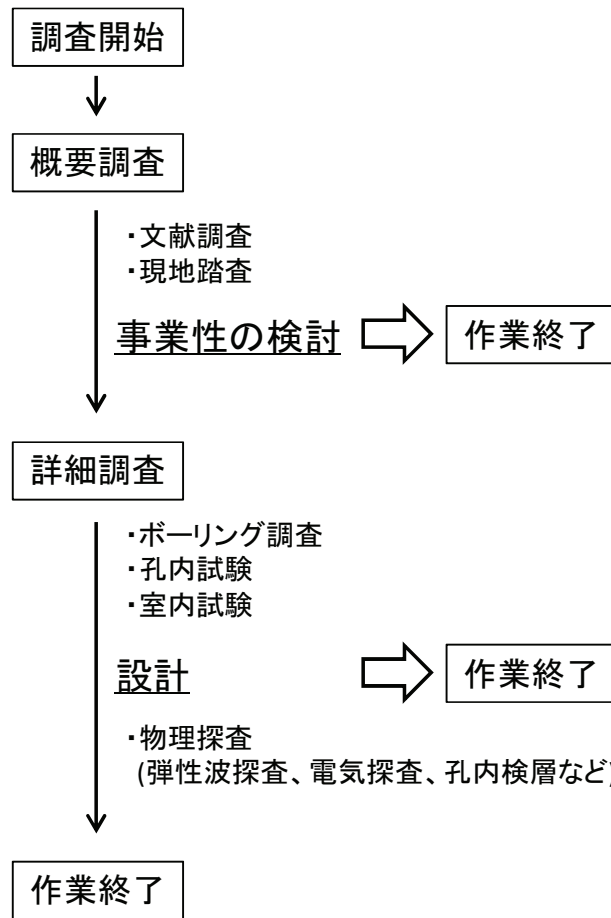 調査開始
概要調査
・文献調査
・現地踏査
事業性の検討
作業終了
詳細調査
・ボーリング調査
・孔内試験
・室内試験
設計
作業終了
・物理探査
(弾性波探査、電気探査、孔内検層など)
作業終了